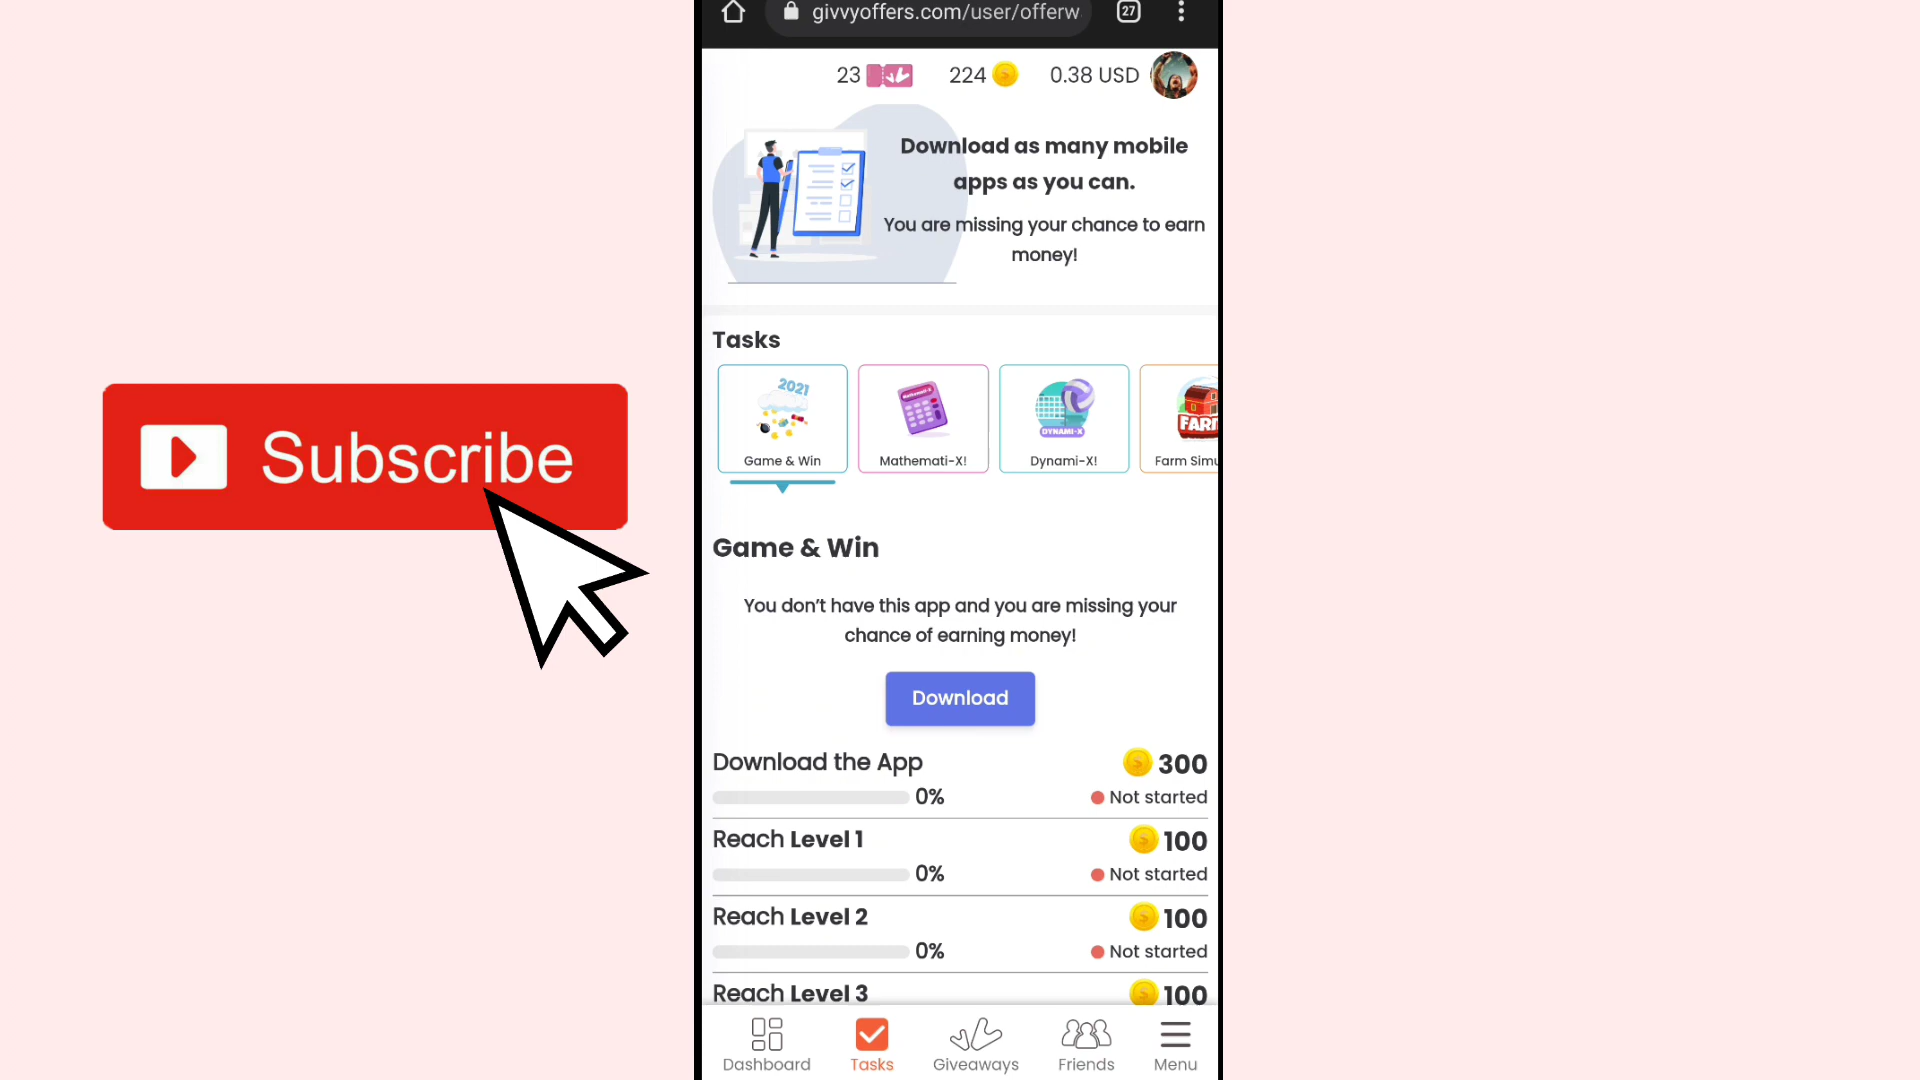 givvyoffers.com/user/offerw
27
23
224
0.38 USD
Download as many mobile
apps as you can.
You are missing your chance to earn
money!
Tasks
2021
Game & Win
Mathemati-X!
DYNAMI-X
Dynami-X!
FARM
Farm Simu
Subscribe
Game & Win
You don't have this app and you are missing your
chance of earning money!
Download
Download the App
300
0%
Not started
Reach Level 1
100
0%
Not started
Reach Level 2
100
0%
Not started
Reach Level 3
100
Dashboard
Tasks
Giveaways
Friends
Menu